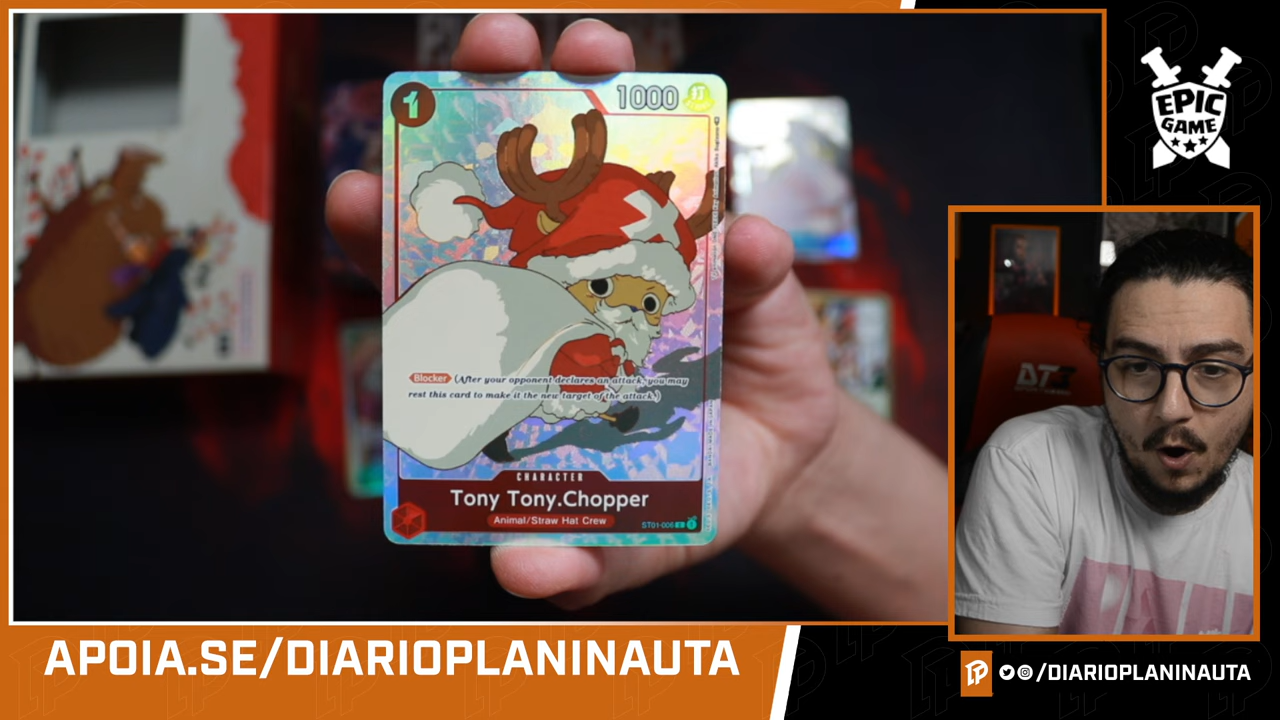 1
1000
Blocker (After your opponent declares an attack, you may
rest this card to make it the new target of the attack.)
CHARACTER
Tony Tony.Chopper
Animal/Straw Hat Crew
ST01-006
EPIC
GAME
APOIA.SE/DIARIOPLANINAUTA
/DIARIOPLANINAUTA